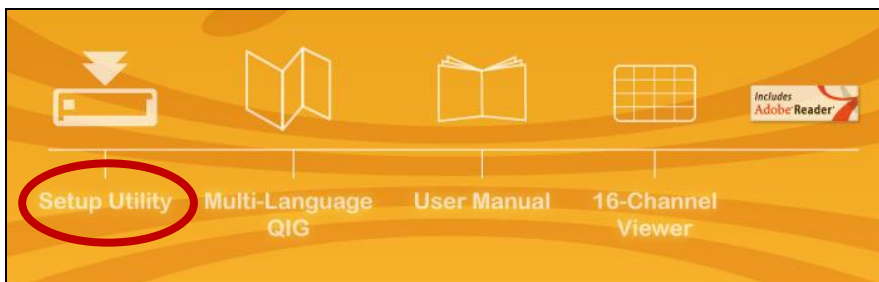 Includes
Adobe Reader
Setup Utility
Multi-Language
QIG
User Manual
16-Channel
Viewer